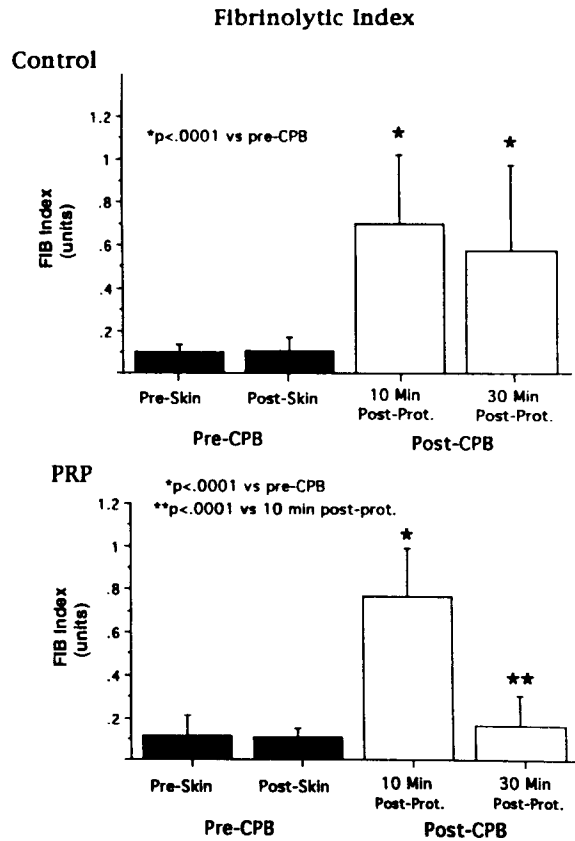 Fibrinolytic Index
Control
*p<.0001 vs pre-CPB
1.2
1
.8
.6
.4
.2
FIB Index
(units)
★
★
Pre-Skin
Post-Skin
10 Min
Post-Prot.
30 Min
Post-Prot.
Pre-CPB
Post-CPB
PRP
*p<.0001 vs pre-CPB
**p<.0001 vs 10 min post-prot.
1.2
1
.8
.6
.4
.2
FIB Index
(units)
★
★★
Pre-Skin
Post-Skin
10 Min
Post-Prot.
30 Min
Post-Prot.
Pre-CPB
Post-CPB